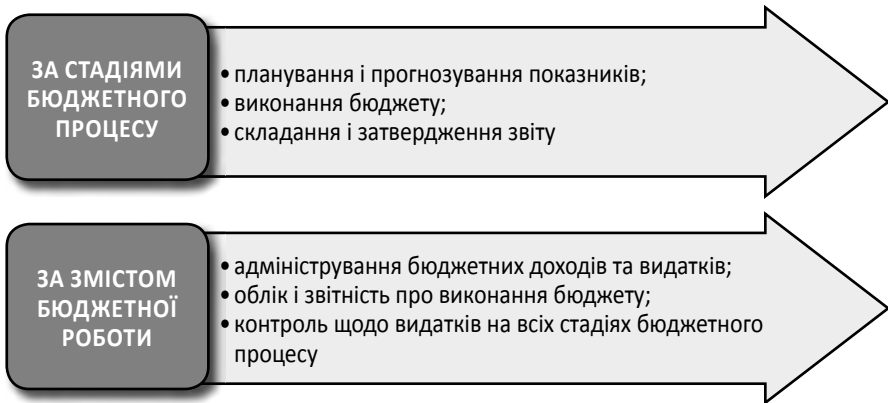 ЗА СТАДІЯМИ
БЮДЖЕТНОГО
ПРОЦЕСУ
• планування і прогнозування показників;
• виконання бюджету;
• складання і затвердження звіту
ЗА ЗМІСТОМ
БЮДЖЕТНОЇ
РОБОТИ
• адміністрування бюджетних доходів та видатків;
• облік і звітність про виконання бюджету;
• контроль щодо видатків на всіх стадіях бюджетного
процесу